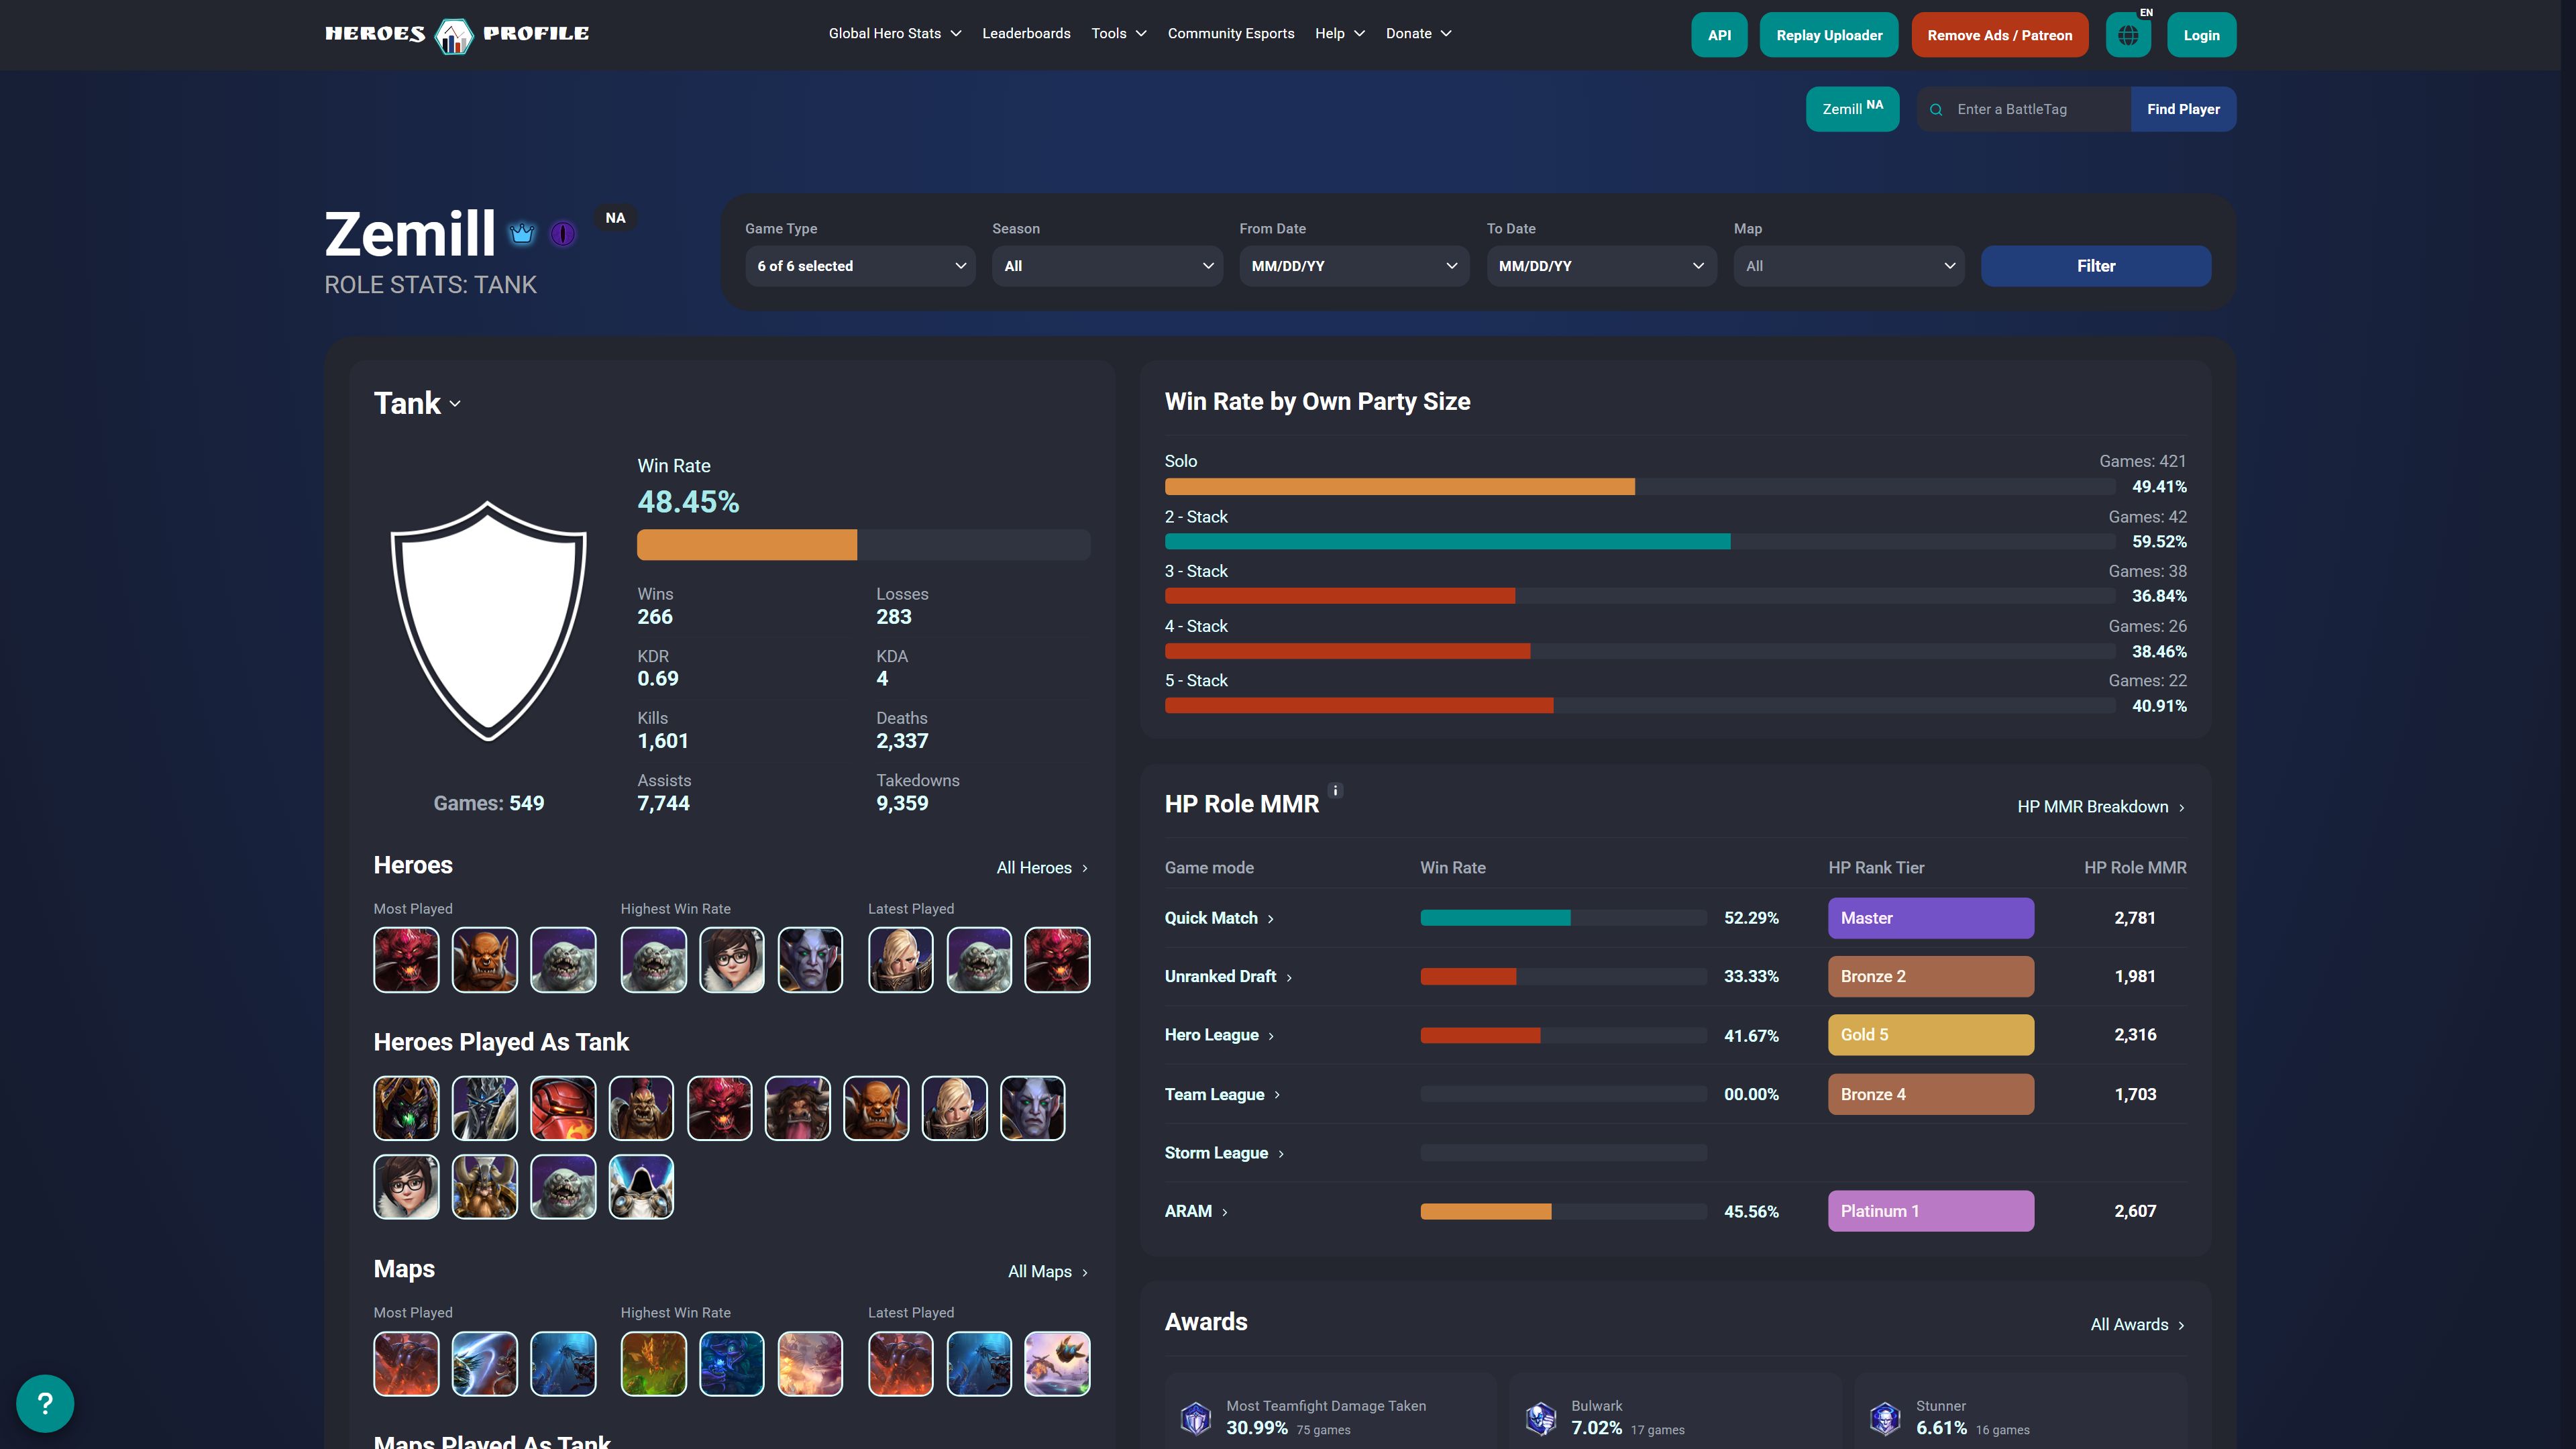 HEROES PROFILE
Global Hero Stats
Leaderboards
Tools
Community Esports
Help
Donate
API
Replay Uploader
Remove Ads / Patreon
EN
Login
Zemill NA
Enter a BattleTag
Find Player
Zemill
NA
ROLE STATS: TANK
Game Type
6 of 6 selected
Season
All
From Date
MM/DD/YY
To Date
MM/DD/YY
Map
All
Filter
Tank
Win Rate
48.45%
Wins
266
Losses
283
KDR
0.69
KDA
4
Kills
1,601
Deaths
2,337
Assists
7,744
Takedowns
9,359
Games: 549
Heroes
All Heroes
Most Played
Highest Win Rate
Latest Played
Heroes Played As Tank
Maps
All Maps
Most Played
Highest Win Rate
Latest Played
Maps Played As Tank
Win Rate by Own Party Size
Solo
Games: 421
49.41%
2 - Stack
Games: 42
59.52%
3 - Stack
Games: 38
36.84%
4 - Stack
Games: 26
38.46%
5 - Stack
Games: 22
40.91%
HP Role MMR
i
HP MMR Breakdown
Game mode
Win Rate
HP Rank Tier
HP Role MMR
Quick Match
52.29%
Master
2,781
Unranked Draft
33.33%
Bronze 2
1,981
Hero League
41.67%
Gold 5
2,316
Team League
00.00%
Bronze 4
1,703
Storm League
ARAM
45.56%
Platinum 1
2,607
Awards
All Awards
Most Teamfight Damage Taken
30.99% 75 games
Bulwark
7.02% 17 games
Stunner
6.61% 16 games
?